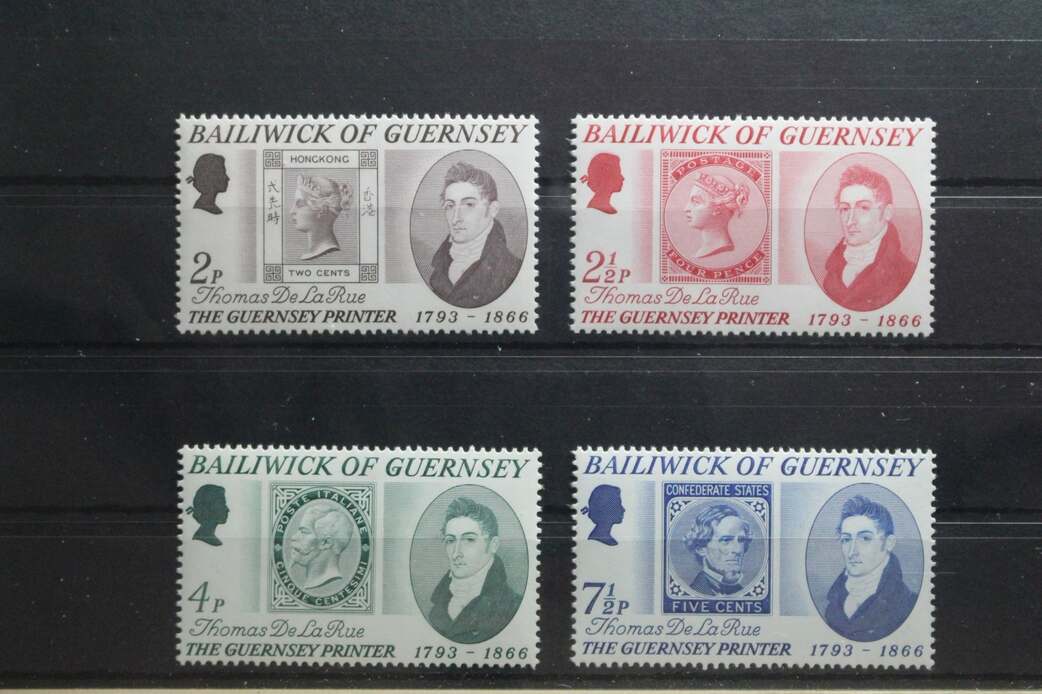 BAILIWICK OF GUERNSEY
HONGKONG
香港
TWO CENTS
2P
Thomas De La Rue
THE GUERNSEY PRINTER 1793 - 1866
BAILIWICK OF GUERNSEY
POSTAGE
FOUR PENCE
2½P
Thomas De La Rue
THE GUERNSEY PRINTER 1793 - 1866
BAILIWICK OF GUERNSEY
POSTE ITALIANE
CINQUE CENTESIMI
4P
Thomas De La Rue
THE GUERNSEY PRINTER 1793 - 1866
BAILIWICK OF GUERNSEY
CONFEDERATE STATES
FIVE CENTS
7½P
Thomas De La Rue
THE GUERNSEY PRINTER 1793 - 1866